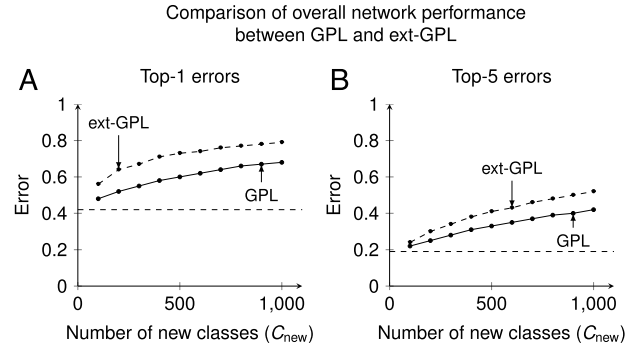 Comparison of overall network performance
between GPL and ext-GPL
A
Top-1 errors
1
0.8
0.6
0.4
0.2
0
Error
ext-GPL
GPL
0
500
1,000
Number of new classes (Cnew)
B
Top-5 errors
1
0.8
0.6
0.4
0.2
0
Error
ext-GPL
GPL
0
500
1,000
Number of new classes (Cnew)